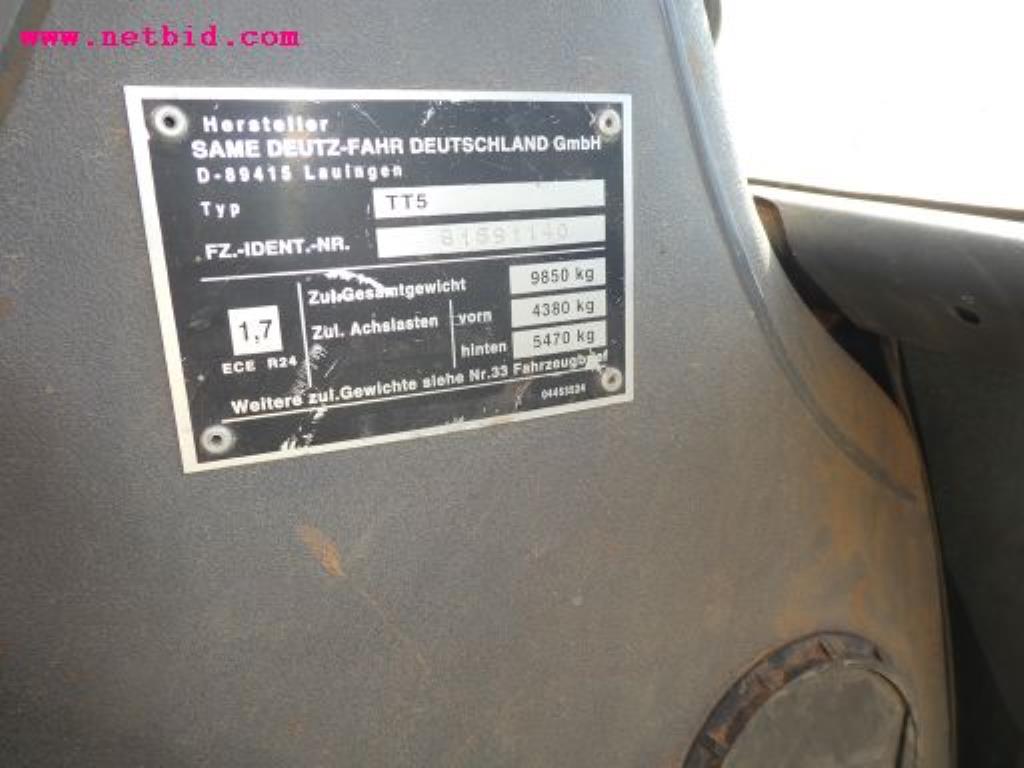 www.netbid.com
Hersteller
SAME DEUTZ-FAHR DEUTSCHLAND GmbH
D-89415 Lauingen
Typ TT5
FZ.-IDENT.-NR. 81691140
Zul.Gesamtgewicht 9850 kg
Zul. Achslasten vorn 4380 kg
hinten 5470 kg
1,7
ECE R24
Weitere zul.Gewichte siehe Nr.33 Fahrzeugbrief
04453524